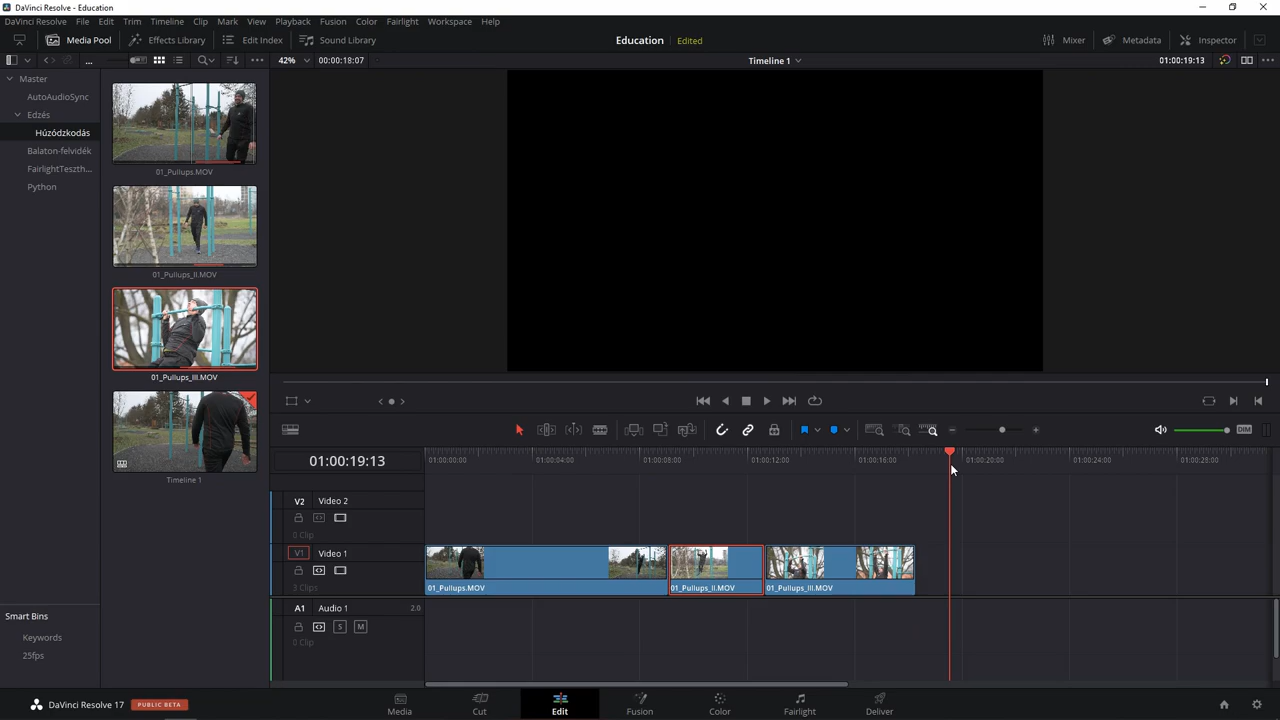 DaVinci Resolve - Education
DaVinci Resolve File Edit Trim Timeline Clip Mark View Playback Fusion Color Fairlight Workspace Help
Media Pool Effects Library Edit Index Sound Library Education Edited Mixer Metadata Inspector
... 42% 00:00:18:07 Timeline 1 01:00:19:13
Master
AutoAudioSync
Edzés
Húzódzkodás
Balaton-felvidék
FairlightTeszth...
Python
01_Pullups.MOV
01_Pullups_II.MOV
01_Pullups_III.MOV
Timeline 1
DIM
01:00:19:13
01:00:00:00 01:00:04:00 01:00:08:00 01:00:12:00 01:00:16:00 01:00:20:00 01:00:24:00 01:00:28:00
V2 Video 2
0 Clip
V1 Video 1
3 Clips
01_Pullups.MOV 01_Pullups_II.MOV 01_Pullups_III.MOV
A1 Audio 1 2.0
S M
0 Clip
Smart Bins
Keywords
25fps
DaVinci Resolve 17 PUBLIC BETA
Media Cut Edit Fusion Color Fairlight Deliver